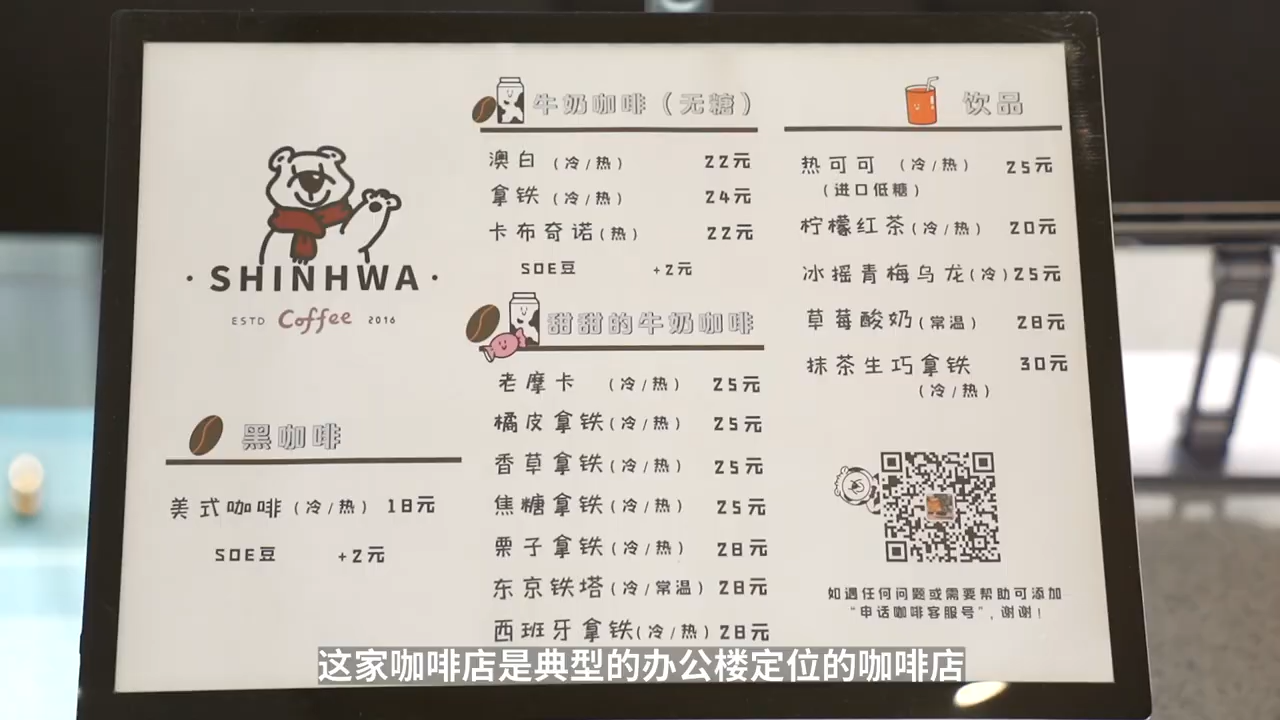 · SHINHWA ·
ESTD Coffee 2016
黑咖啡
美式咖啡(冷/热) 18元
SOE豆 +2元
牛奶咖啡(无糖)
澳白(冷/热) 22元
拿铁(冷/热) 24元
卡布奇诺(热) 22元
SOE豆 +2元
甜甜的牛奶咖啡
老摩卡 (冷/热) 25元
橘皮拿铁(冷/热) 25元
香草拿铁(冷/热) 25元
焦糖拿铁(冷/热) 25元
栗子拿铁(冷/热) 28元
东京铁塔(冷/常温) 28元
西班牙拿铁(冷/热) 28元
饮品
热可可 (冷/热) 25元
(进口低糖)
柠檬红茶(冷/热) 20元
冰摇青梅乌龙(冷)25元
草莓酸奶(常温) 28元
抹茶生巧拿铁 30元
(冷/热)
如遇任何问题或需要帮助可添加
“申话咖啡客服号”,谢谢!
这家咖啡店是典型的办公楼定位的咖啡店